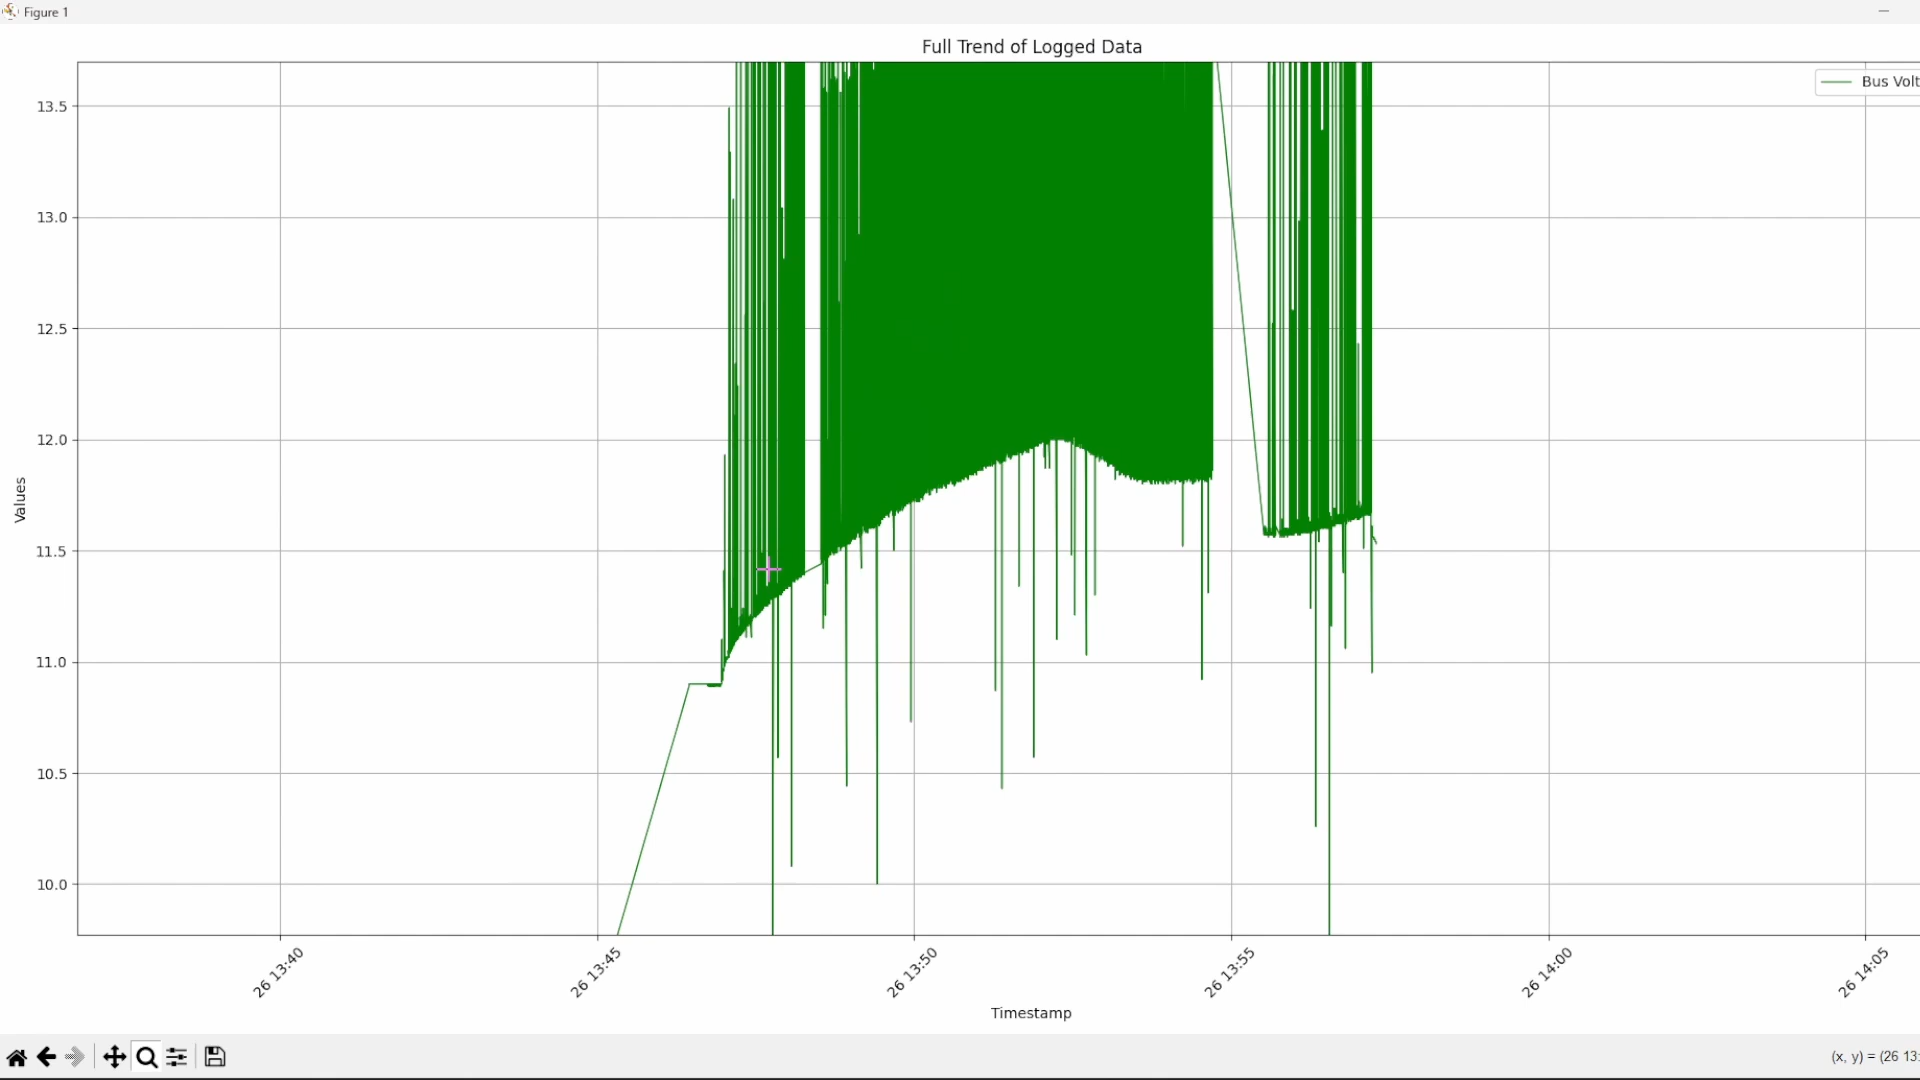 Figure 1
Full Trend of Logged Data
Bus Volt
13.5
13.0
12.5
12.0
11.5
11.0
10.5
10.0
Values
26 13:40
26 13:45
26 13:50
26 13:55
26 14:00
26 14:05
Timestamp
(x, y) = (26 13: